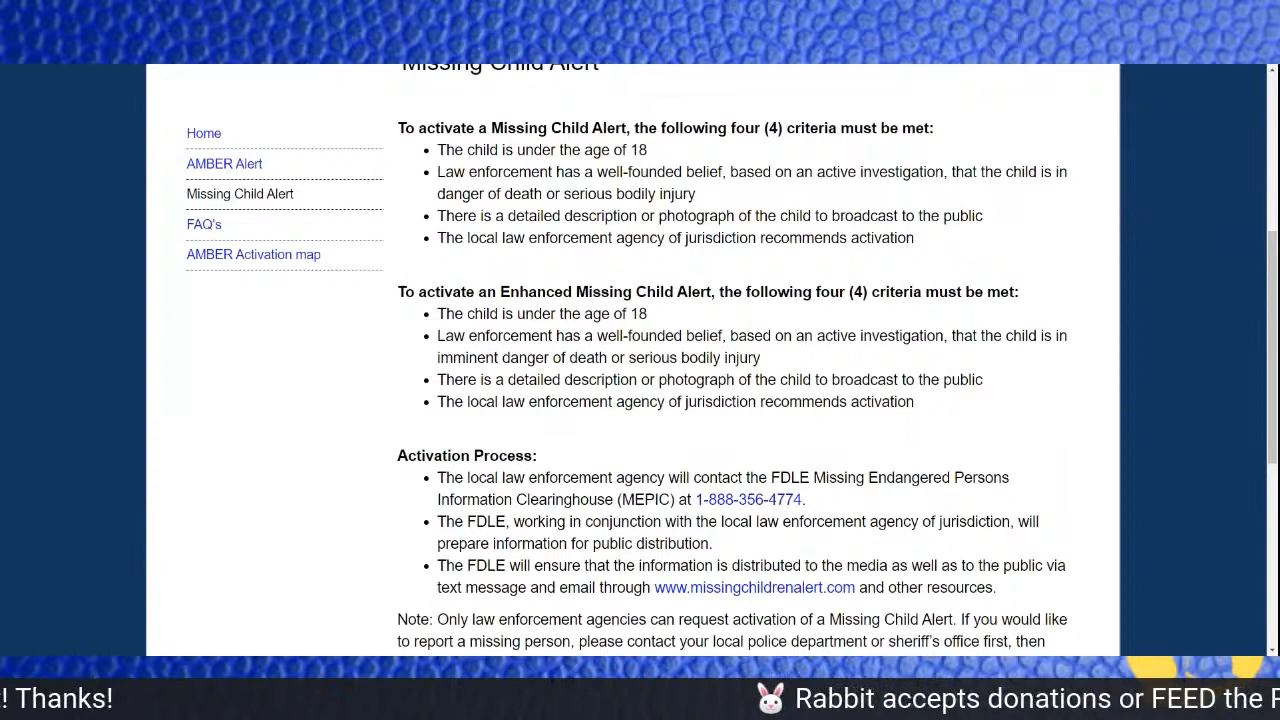 Missing Child Alert
Home
AMBER Alert
Missing Child Alert
FAQ's
AMBER Activation map
To activate a Missing Child Alert, the following four (4) criteria must be met:
The child is under the age of 18
Law enforcement has a well-founded belief, based on an active investigation, that the child is in
danger of death or serious bodily injury
There is a detailed description or photograph of the child to broadcast to the public
The local law enforcement agency of jurisdiction recommends activation
To activate an Enhanced Missing Child Alert, the following four (4) criteria must be met:
The child is under the age of 18
Law enforcement has a well-founded belief, based on an active investigation, that the child is in
imminent danger of death or serious bodily injury
There is a detailed description or photograph of the child to broadcast to the public
The local law enforcement agency of jurisdiction recommends activation
Activation Process:
The local law enforcement agency will contact the FDLE Missing Endangered Persons
Information Clearinghouse (MEPIC) at 1-888-356-4774.
The FDLE, working in conjunction with the local law enforcement agency of jurisdiction, will
prepare information for public distribution.
The FDLE will ensure that the information is distributed to the media as well as to the public via
text message and email through www.missingchildrenalert.com and other resources.
Note: Only law enforcement agencies can request activation of a Missing Child Alert. If you would like
to report a missing person, please contact your local police department or sheriff's office first, then
! Thanks! 🐰 Rabbit accepts donations or FEED the